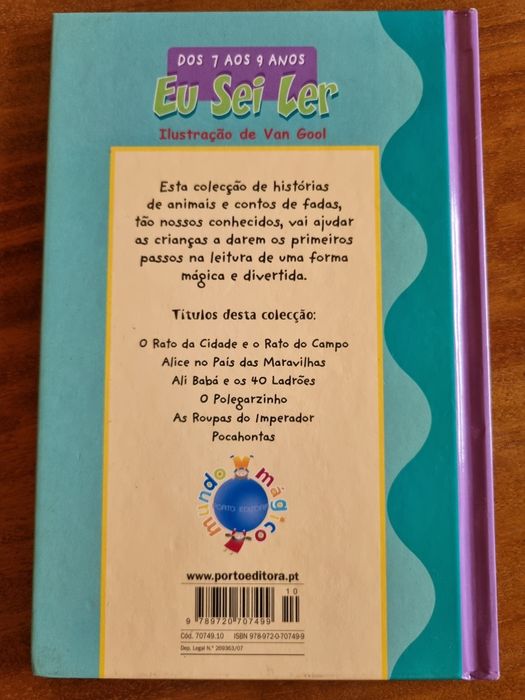 DOS 7 AOS 9 ANOS
Eu Sei Ler
Ilustração de Van Gool
Esta colecção de histórias
de animais e contos de fadas,
tão nossos conhecidos, vai ajudar
as crianças a darem os primeiros
passos na leitura de uma forma
mágica e divertida.
Títulos desta colecção:
O Rato da Cidade e o Rato do Campo
Alice no País das Maravilhas
Ali Babá e os 40 Ladrões
O Polegarzinho
As Roupas do Imperador
Pocahontas
mundo mágico
PORTO EDITORA
www.portoeditora.pt
10
9 789720 707499
Cód. 70749.10 ISBN 978-972-0-70749-9
Dep. Legal N.º 269363/07